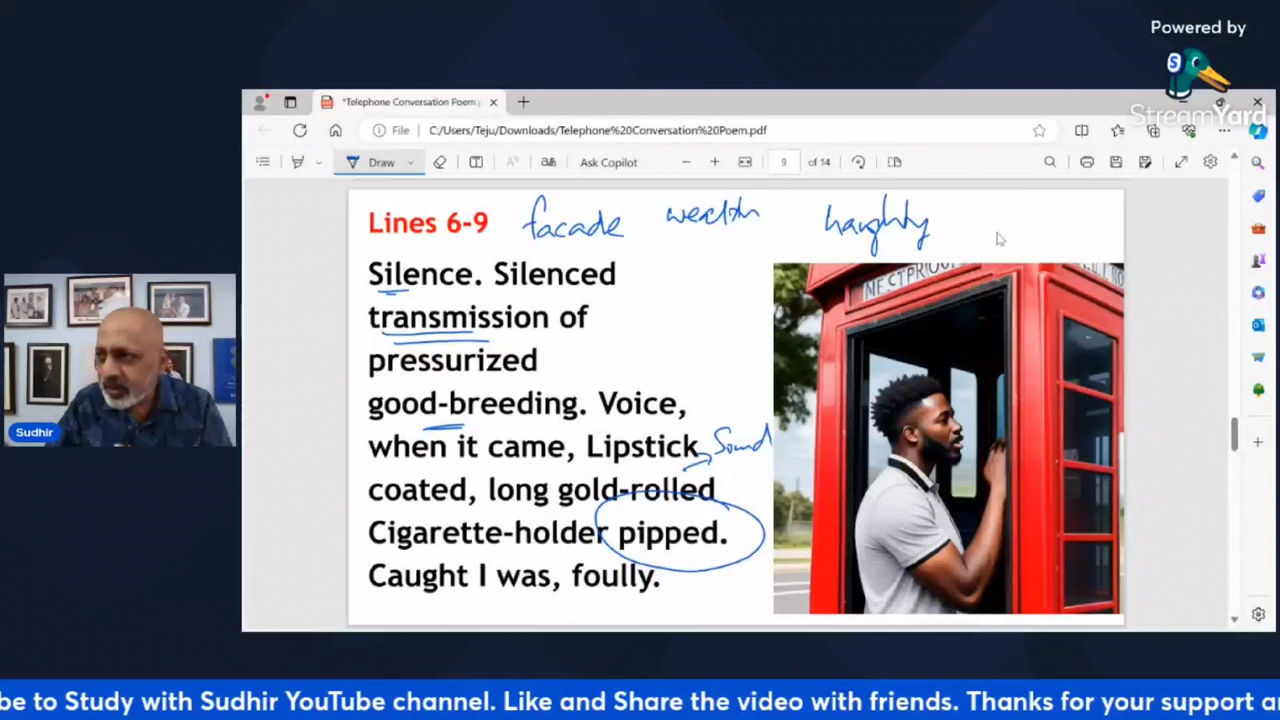 Powered by
S
StreamYard
*Telephone Conversation Poem.p
File
C:/Users/Teju/Downloads/Telephone%20Conversation%20Poem.pdf
Draw
Ask Copilot
9
of 14
Lines 6-9
facade
wealth
haughty
Silence. Silenced
transmission of
pressurized
good-breeding. Voice,
when it came, Lipstick
Sound
coated, long gold-rolled
Cigarette-holder pipped.
Caught I was, foully.
Sudhir
be to Study with Sudhir YouTube channel. Like and Share the video with friends. Thanks for your support a